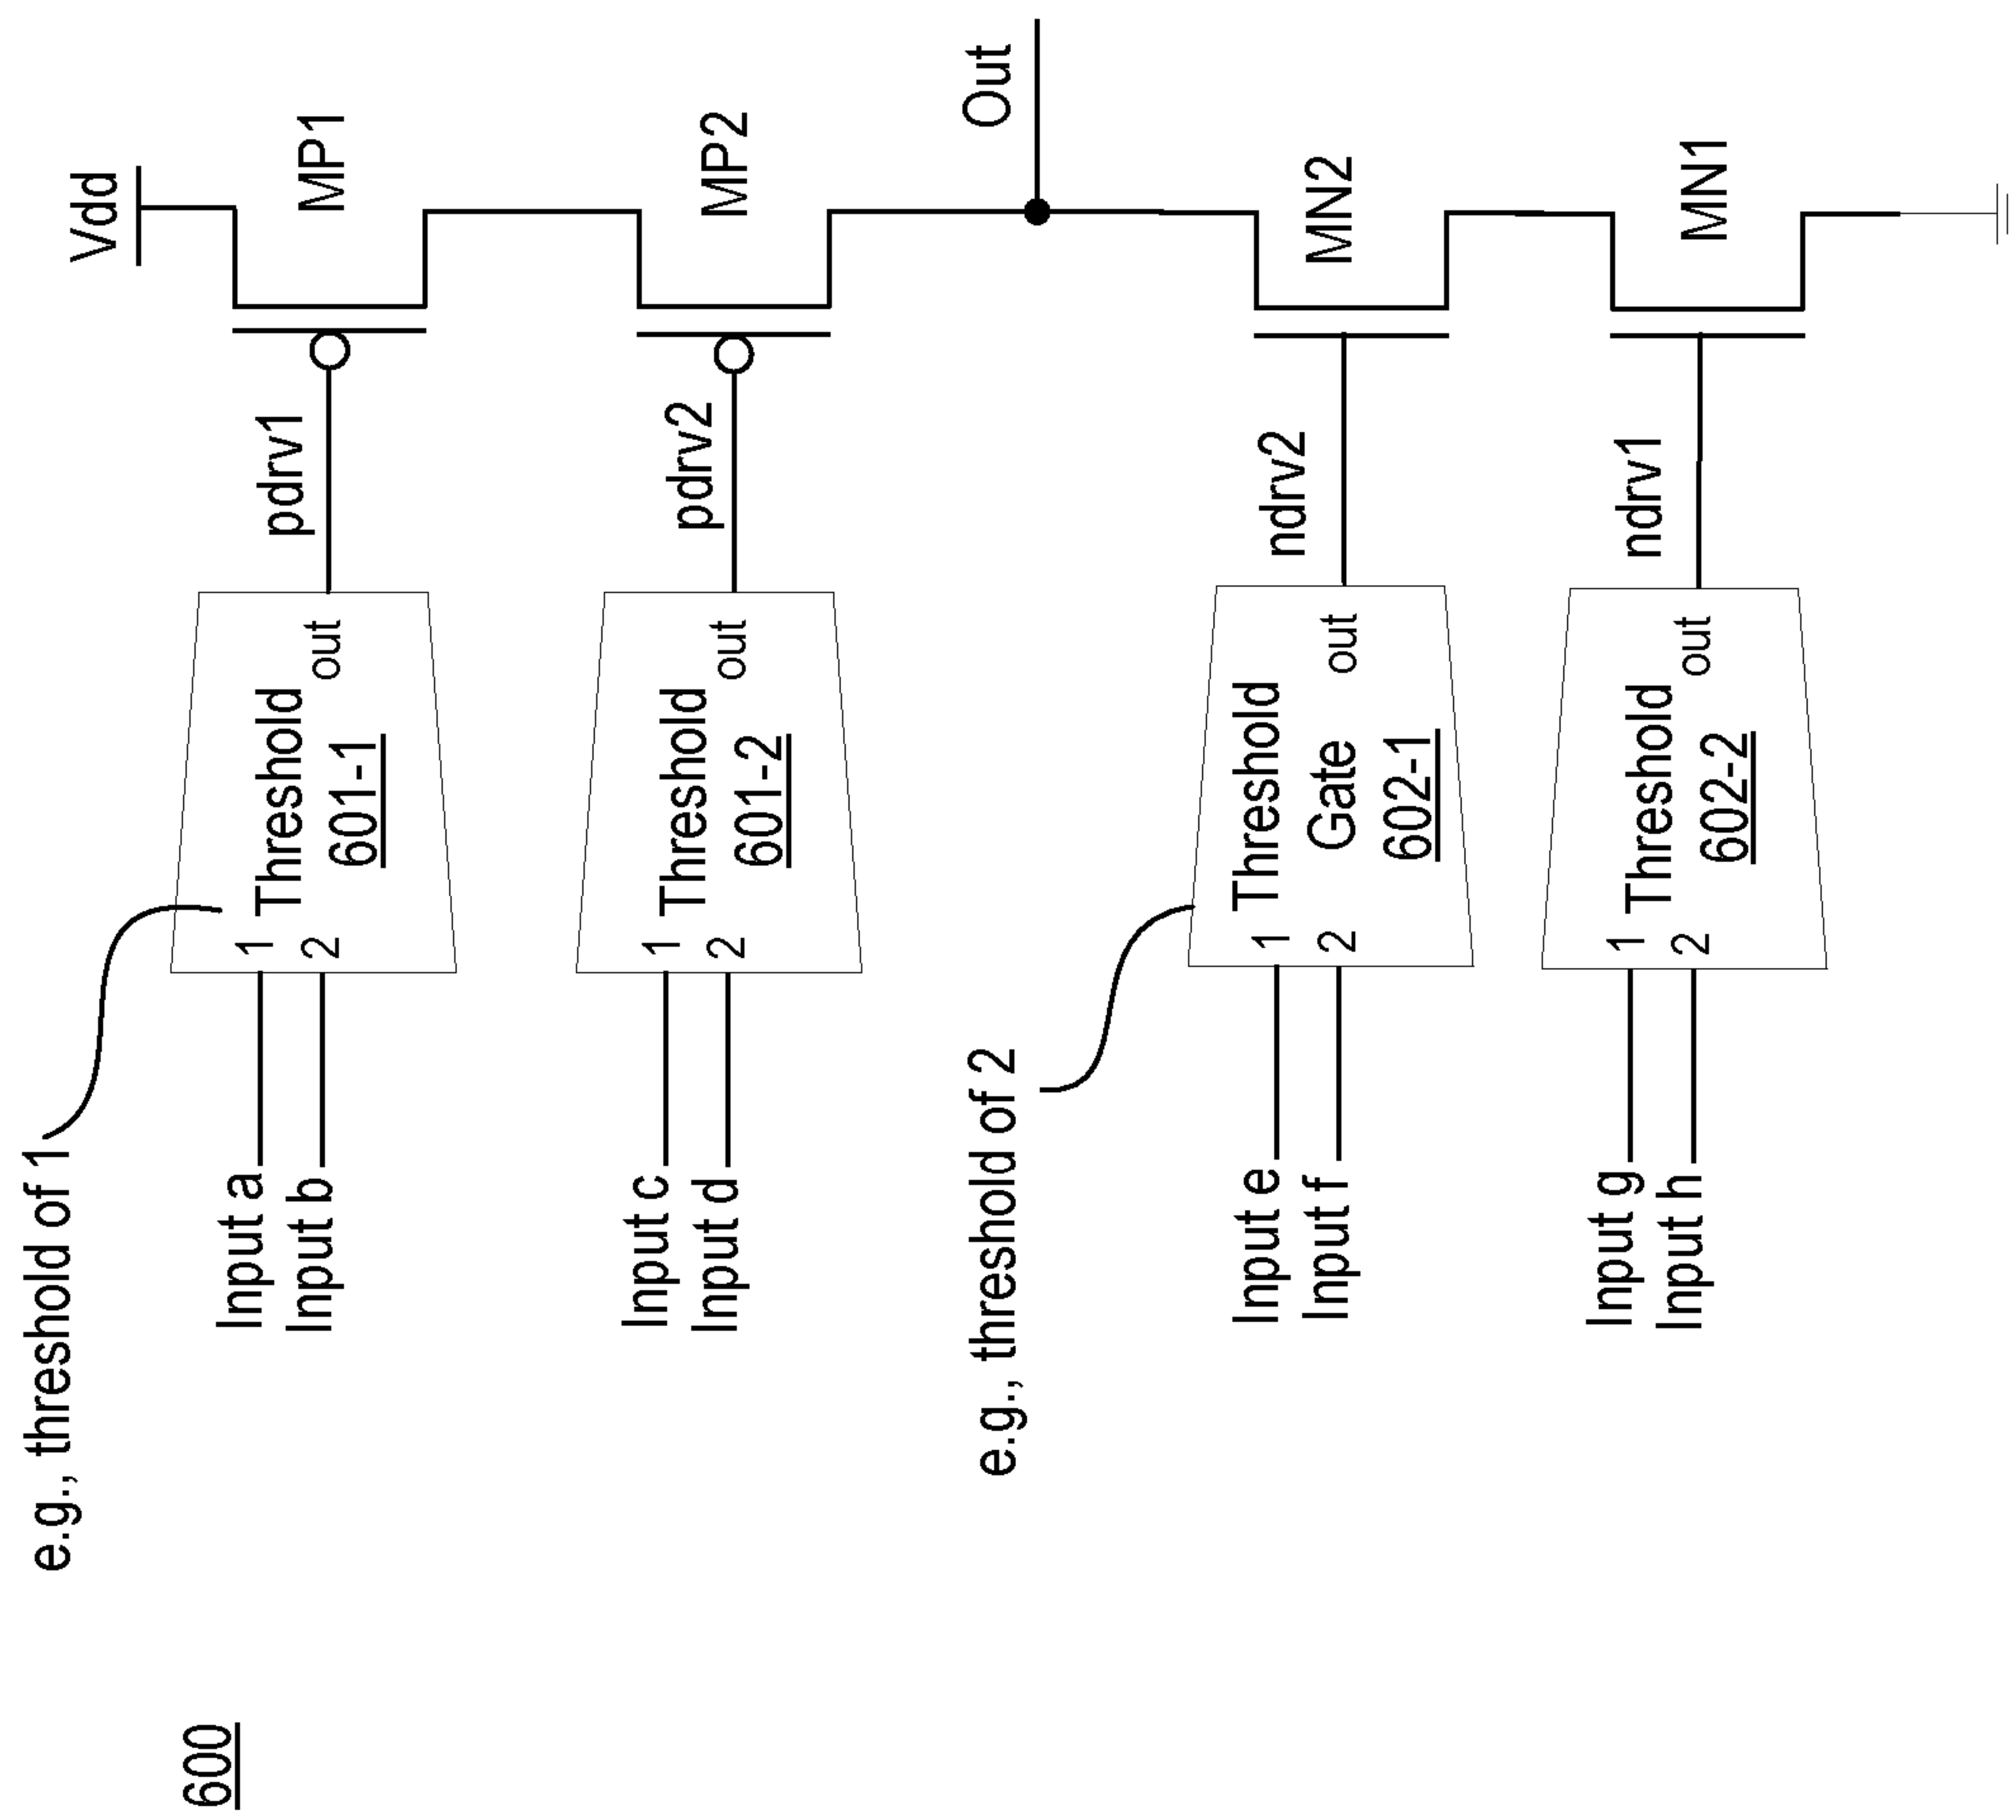 600
e.g., threshold of 1
Vdd
Input a
Input b
1
2
Threshold
601-1
out
pdrv1
MP1
Input c
Input d
1
2
Threshold
601-2
out
pdrv2
MP2
Out
e.g., threshold of 2
Input e
Input f
1
2
Threshold
Gate
602-1
out
ndrv2
MN2
Input g
Input h
1
2
Threshold
602-2
out
ndrv1
MN1